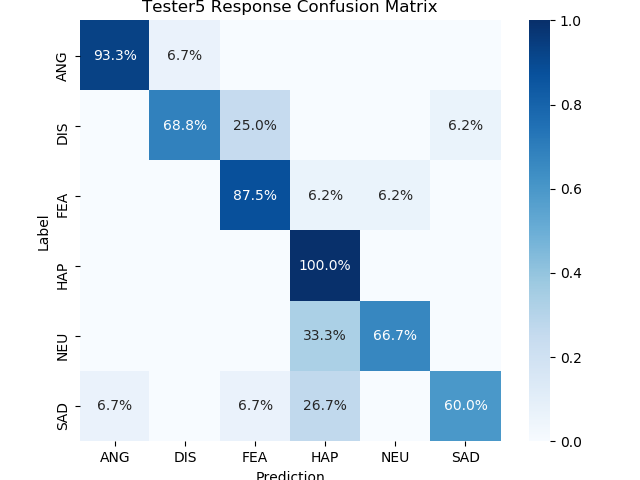 Tester5 Response Confusion Matrix
ANG 93.3% 6.7%
DIS 68.8% 25.0% 6.2%
FEA 87.5% 6.2% 6.2%
HAP 100.0%
NEU 33.3% 66.7%
SAD 6.7% 6.7% 26.7% 60.0%
Label
ANG DIS FEA HAP NEU SAD
Prediction
1.0
0.8
0.6
0.4
0.2
0.0